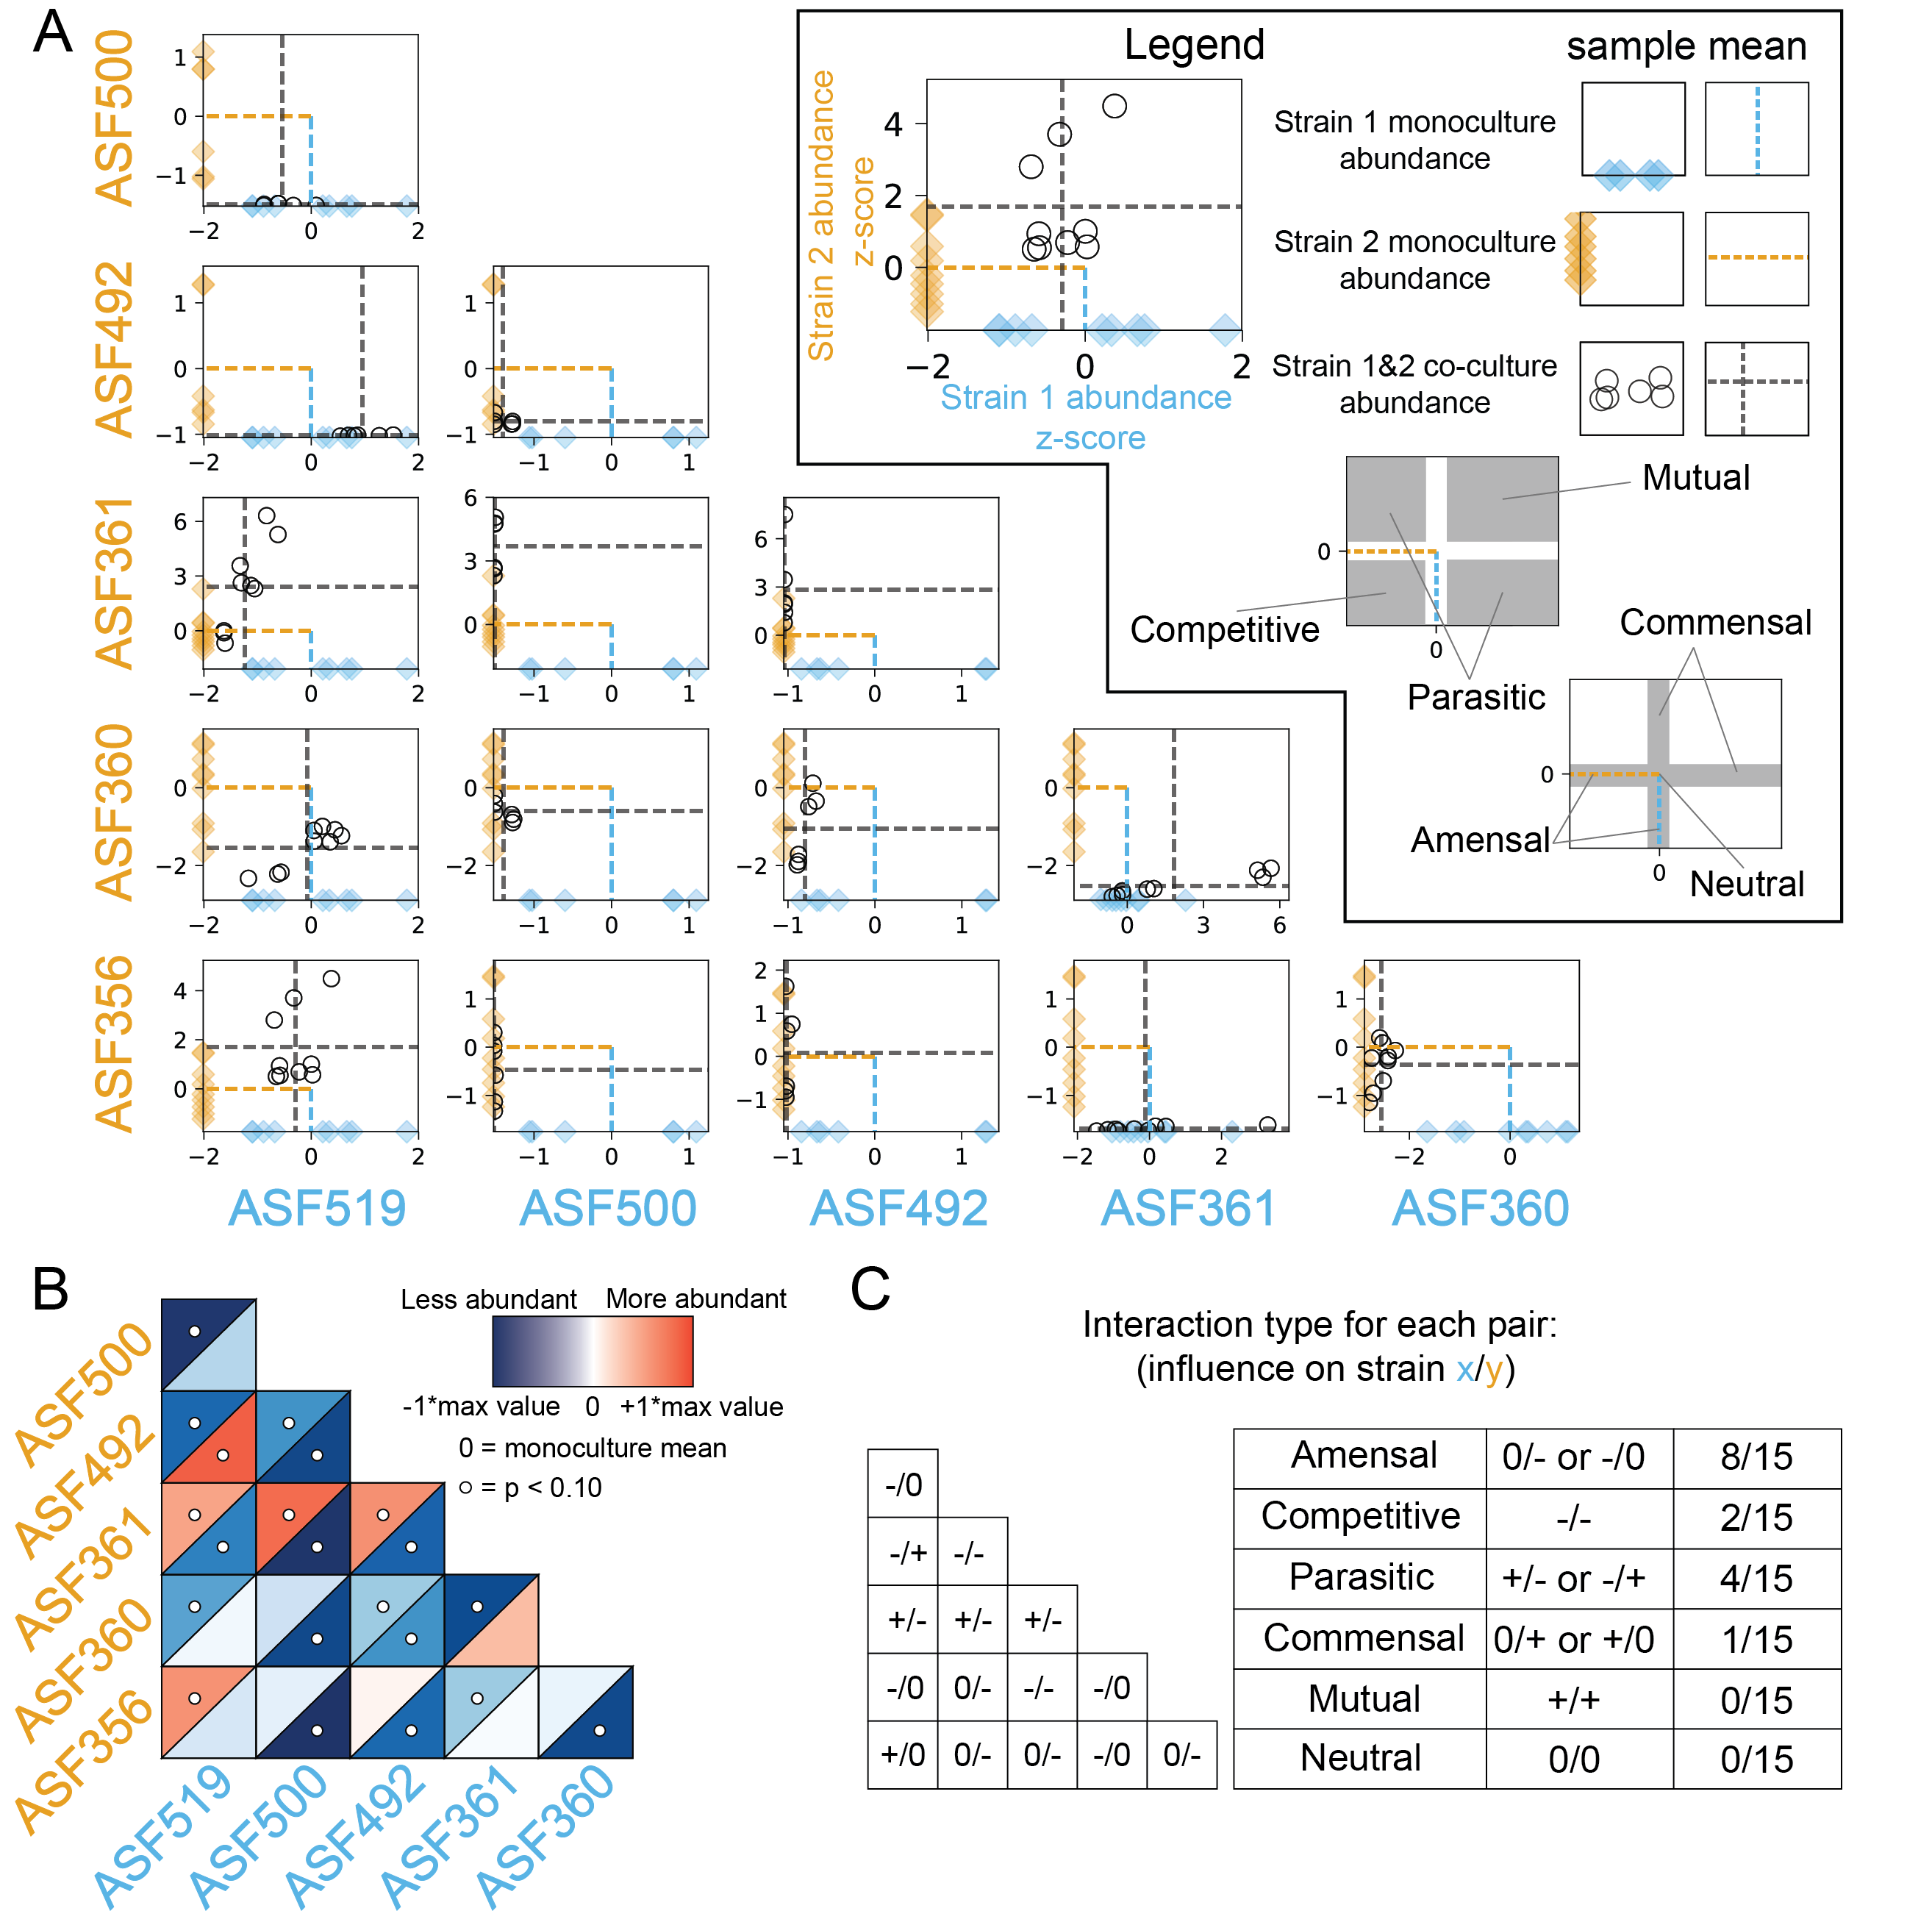 A
Legend
sample mean
Strain 2 abundance
z-score
4
2
0
−2
0
2
Strain 1 abundance
z-score
Strain 1 monoculture
abundance
Strain 2 monoculture
abundance
Strain 1&2 co-culture
abundance
Mutual
0
Competitive
0
Parasitic
Commensal
0
Amensal
0
Neutral
ASF500
1
0
−1
−2
0
2
ASF492
1
0
−1
−2
0
2
1
0
−1
−1
0
1
ASF361
6
3
0
−2
0
2
6
3
0
−1
0
1
6
3
0
−1
0
1
ASF360
0
−2
−2
0
2
0
−2
−1
0
1
0
−2
−1
0
1
0
−2
0
3
6
ASF356
4
2
0
−2
0
2
1
0
−1
−1
0
1
2
1
0
−1
−1
0
1
1
0
−1
−2
0
2
1
0
−1
−2
0
ASF519
ASF500
ASF492
ASF361
ASF360
B
Less abundant
More abundant
-1*max value
0
+1*max value
0 = monoculture mean
= p < 0.10
ASF500
ASF492
ASF361
ASF360
ASF356
ASF519
ASF500
ASF492
ASF361
ASF360
C
Interaction type for each pair:
(influence on strain x/y)
-/0
-/+ -/-
+/- +/- +/-
-/0 0/- -/- -/0
+/0 0/- 0/- -/0 0/-
Amensal 0/- or -/0 8/15
Competitive -/- 2/15
Parasitic +/- or -/+ 4/15
Commensal 0/+ or +/0 1/15
Mutual +/+ 0/15
Neutral 0/0 0/15